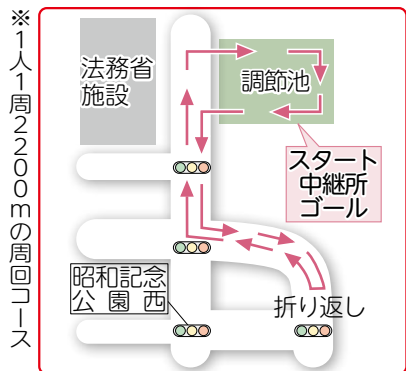 ※1人1周2200mの周回コース
法務省
施設
調節池
スタート
中継所
ゴール
昭和記念
公園西
折り返し